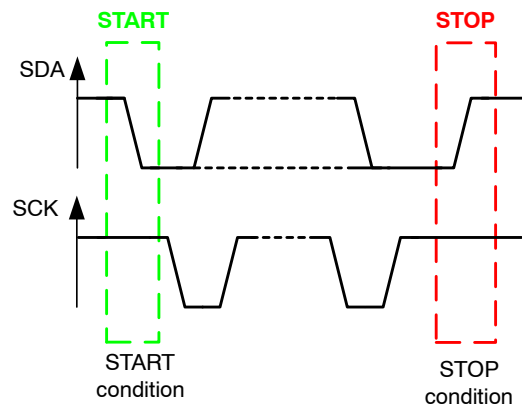 START
STOP
SDA
SCK
START
condition
STOP
condition